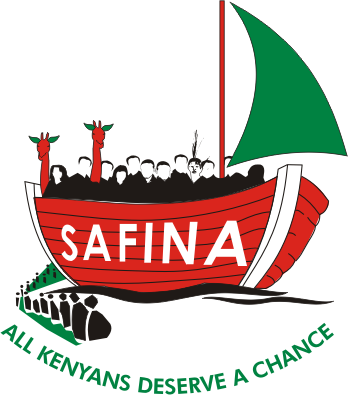 SAFINA
ALL KENYANS DESERVE A CHANCE